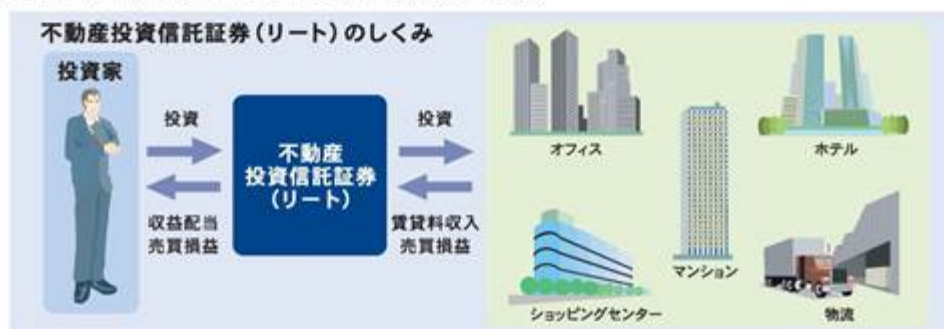 不動産投資信託証券(リート)のしくみ
投資家
投資
収益配当
売買損益
不動産
投資信託証券
(リート)
投資
賃貸料収入
売買損益
オフィス
ホテル
マンション
ショッピングセンター
物流